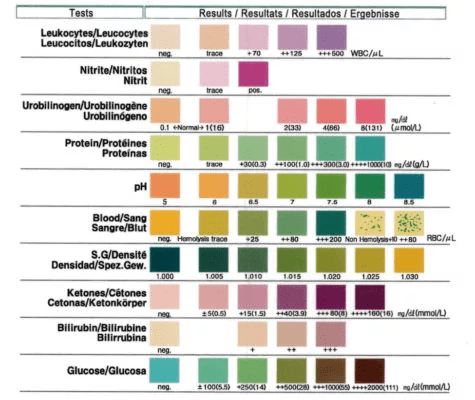 Tests Results / Resultats / Resultados / Ergebnisse
Leukocytes/Leucocytes
Leucocitos/Leukozyten
neg. trace +70 ++125 +++500 WBC/µL
Nitrite/Nitritos
Nitrit
neg. trace pos.
Urobilinogen/Urobilinogène
Urobilinógeno
0.1 ←Normal→ 1(16) 2(33) 4(66) 8(131) mg/dl (µmol/L)
Protein/Protéines
Proteínas
neg. trace +30(0.3) ++100(1.0) +++300(3.0) ++++1000(10) mg/dl(g/L)
pH
5 6 6.5 7 7.5 8 8.5
Blood/Sang
Sangre/Blut
neg. Hemolysis trace +25 ++80 +++200 Non Hemolysis+10 ++80 RBC/µL
S.G/Densité
Densidad/Spez.Gew.
1.000 1.005 1.010 1.015 1.020 1.025 1.030
Ketones/Cétones
Cetonas/Ketonkörper
neg. ±5(0.5) +15(1.5) ++40(3.9) +++80(8) ++++160(16) mg/dl(mmol/L)
Bilirubin/Bilirubine
Bilirrubina
neg. + ++ +++
Glucose/Glucosa
neg. ±100(5.5) +250(14) ++500(28) +++1000(55) ++++2000(111) mg/dl(mmol/L)